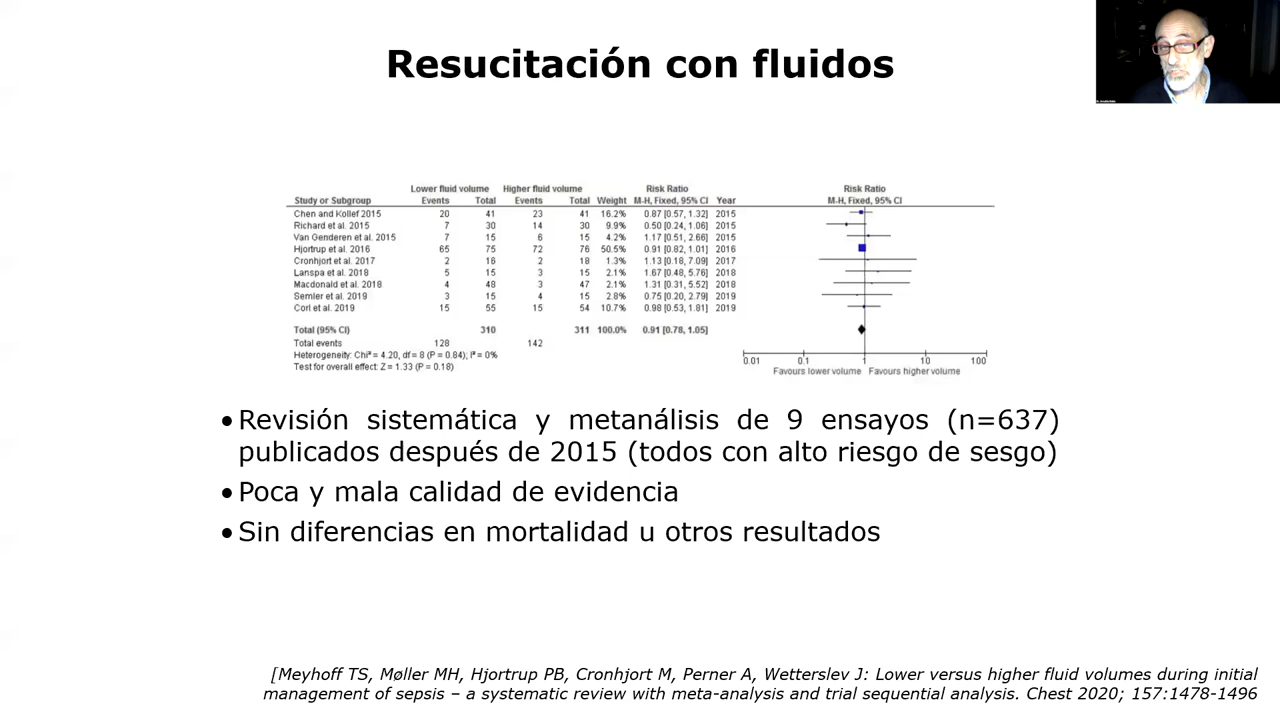 Resucitación con fluidos
Lower fluid volume Higher fluid volume Risk Ratio Risk Ratio
Study or Subgroup Events Total Events Total Weight M-H, Fixed, 95% CI Year M-H, Fixed, 95% CI
Chen and Kollef 2015 20 41 23 41 16.2% 0.87 [0.57, 1.32] 2015
Richard et al. 2015 7 30 14 30 9.9% 0.50 [0.24, 1.06] 2015
Van Genderen et al. 2015 7 15 6 15 4.2% 1.17 [0.51, 2.66] 2015
Hjortrup et al. 2016 65 75 72 76 50.5% 0.91 [0.82, 1.01] 2016
Cronhjort et al. 2017 2 16 2 18 1.3% 1.13 [0.18, 7.09] 2017
Lanspa et al. 2018 5 15 3 15 2.1% 1.67 [0.48, 5.76] 2018
Macdonald et al. 2018 4 48 3 47 2.1% 1.31 [0.31, 5.52] 2018
Semler et al. 2019 3 15 4 15 2.8% 0.75 [0.20, 2.79] 2019
Corl et al. 2019 15 55 15 54 10.7% 0.98 [0.53, 1.81] 2019
Total (95% CI) 310 311 100.0% 0.91 [0.78, 1.05]
Total events 128 142
Heterogeneity: Chi² = 4.20, df = 8 (P = 0.84); I² = 0%
Test for overall effect: Z = 1.33 (P = 0.18)
0.01 0.1 1 10 100
Favours lower volume Favours higher volume
• Revisión sistemática y metanálisis de 9 ensayos (n=637)
publicados después de 2015 (todos con alto riesgo de sesgo)
• Poca y mala calidad de evidencia
• Sin diferencias en mortalidad u otros resultados
[Meyhoff TS, Møller MH, Hjortrup PB, Cronhjort M, Perner A, Wetterslev J: Lower versus higher fluid volumes during initial
management of sepsis – a systematic review with meta-analysis and trial sequential analysis. Chest 2020; 157:1478-1496